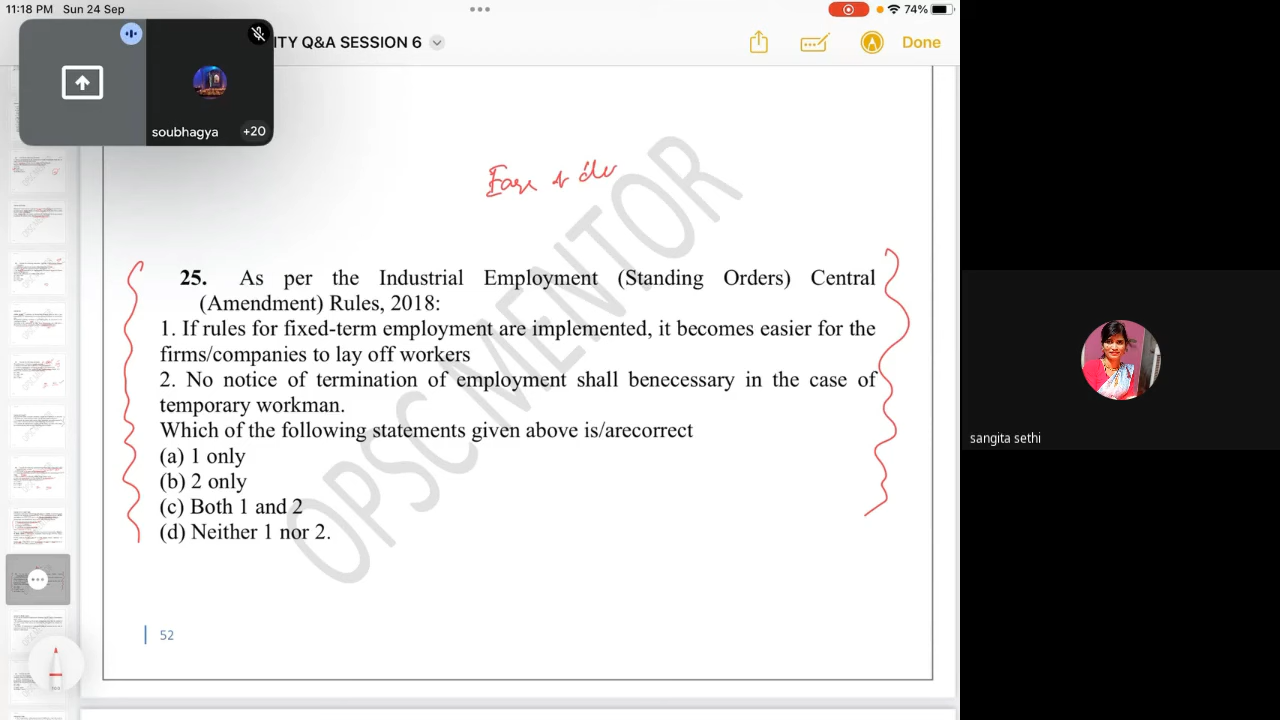 11:18 PM Sun 24 Sep
74%
ITY Q&A SESSION 6
Done
soubhagya
+20
OPSC MENTOR
25. As per the Industrial Employment (Standing Orders) Central
(Amendment) Rules, 2018:
1. If rules for fixed-term employment are implemented, it becomes easier for the
firms/companies to lay off workers
2. No notice of termination of employment shall benecessary in the case of
temporary workman.
Which of the following statements given above is/arecorrect
(a) 1 only
(b) 2 only
(c) Both 1 and 2
(d) Neither 1 nor 2.
52
sangita sethi